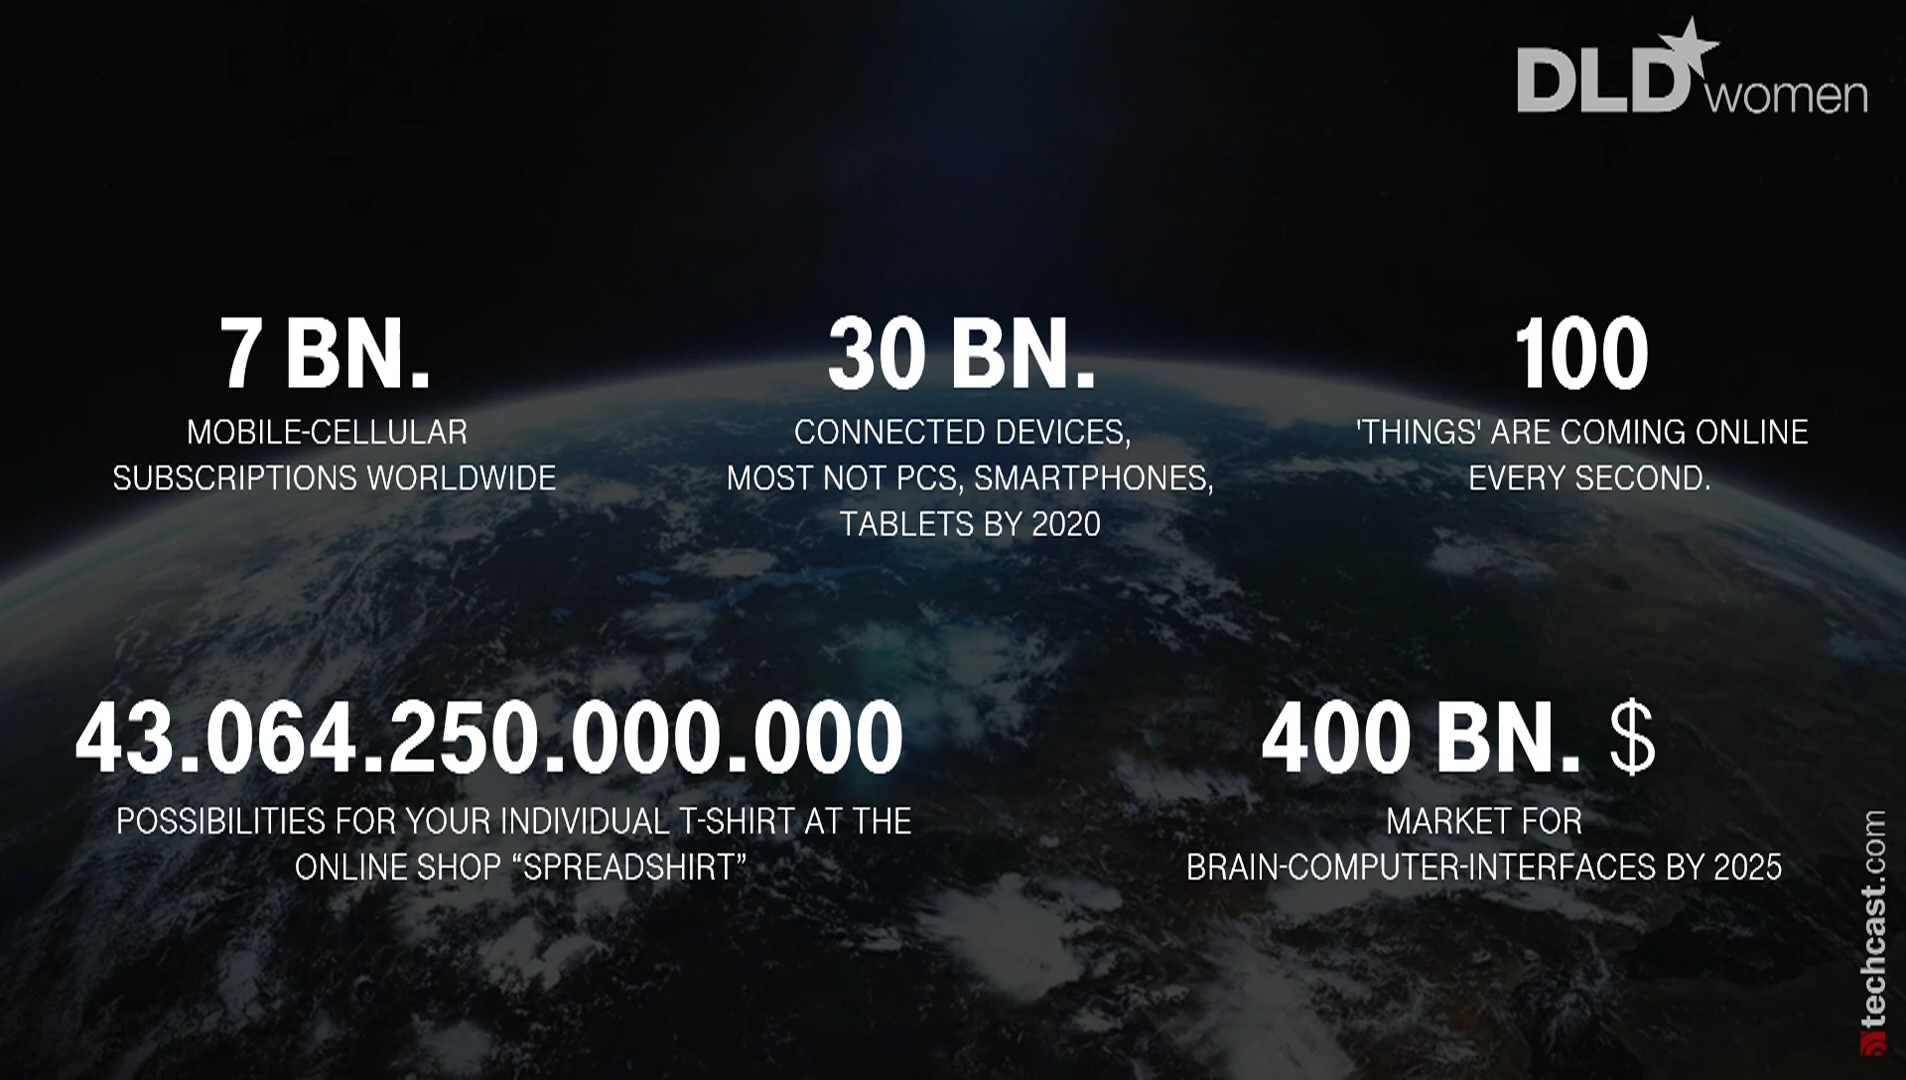 DLD women
7 BN.
MOBILE-CELLULAR
SUBSCRIPTIONS WORLDWIDE
30 BN.
CONNECTED DEVICES,
MOST NOT PCS, SMARTPHONES,
TABLETS BY 2020
100
'THINGS' ARE COMING ONLINE
EVERY SECOND.
43.064.250.000.000
POSSIBILITIES FOR YOUR INDIVIDUAL T-SHIRT AT THE
ONLINE SHOP “SPREADSHIRT”
400 BN. $
MARKET FOR
BRAIN-COMPUTER-INTERFACES BY 2025
techcast.com